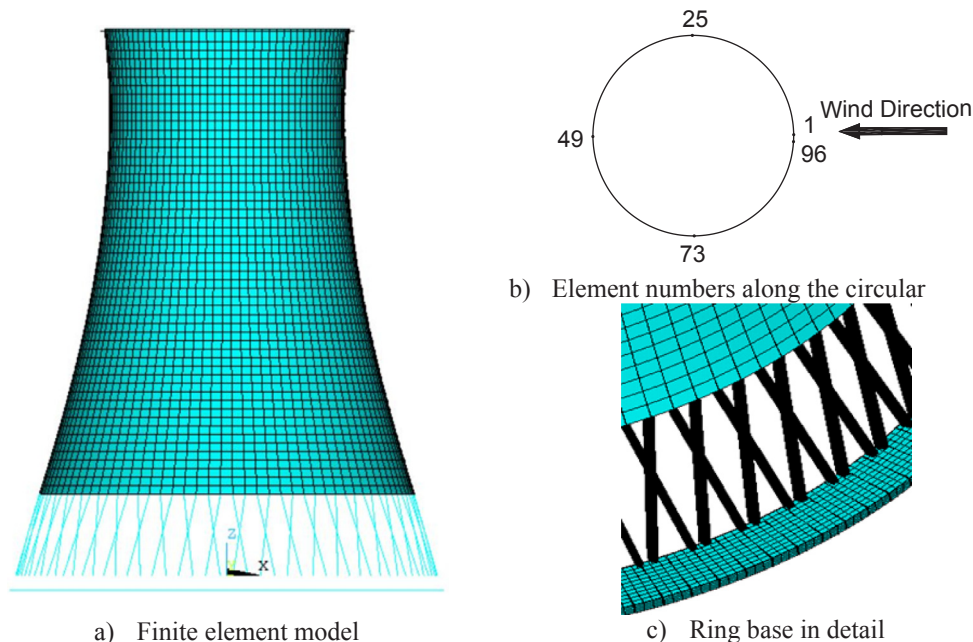 25
Wind Direction
1
49
96
73
b) Element numbers along the circular
Z
X
a) Finite element model
c) Ring base in detail